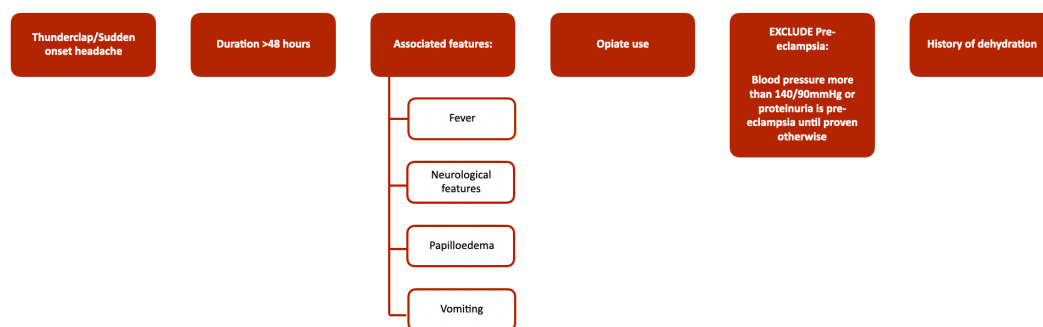 Thunderclap/Sudden
onset headache
Duration >48 hours
Associated features:
Fever
Neurological
features
Papilloedema
Vomiting
Opiate use
EXCLUDE Pre-
eclampsia:
Blood pressure more
than 140/90mmHg or
proteinuria is pre-
eclampsia until proven
otherwise
History of dehydration